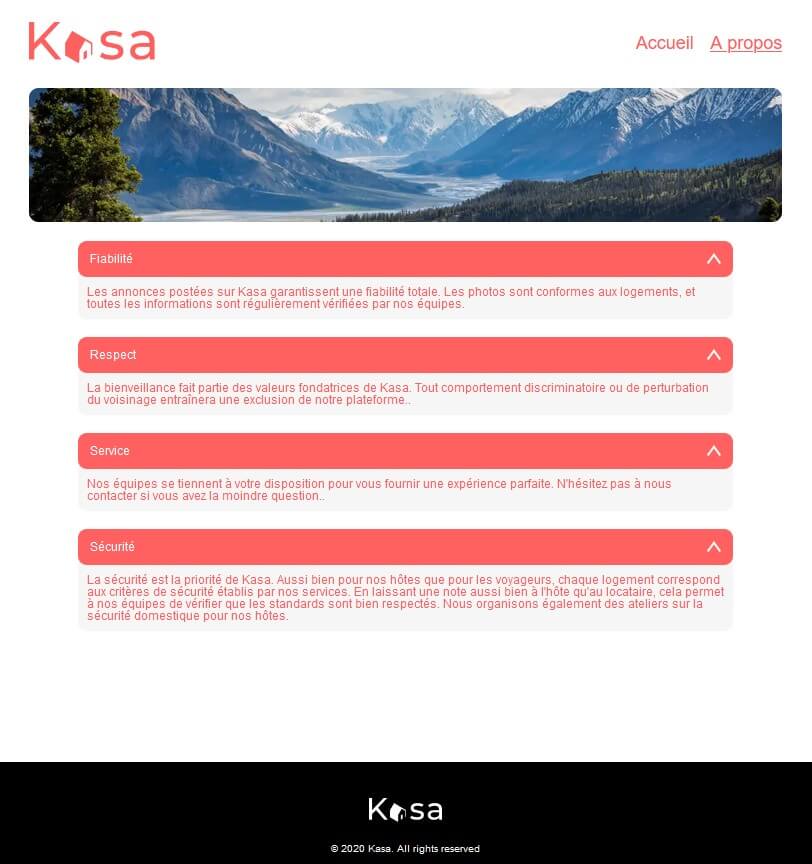 Kasa
Accueil A propos
Fiabilité
Les annonces postées sur Kasa garantissent une fiabilité totale. Les photos sont conformes aux logements, et
toutes les informations sont régulièrement vérifiées par nos équipes.
Respect
La bienveillance fait partie des valeurs fondatrices de Kasa. Tout comportement discriminatoire ou de perturbation
du voisinage entraînera une exclusion de notre plateforme..
Service
Nos équipes se tiennent à votre disposition pour vous fournir une expérience parfaite. N'hésitez pas à nous
contacter si vous avez la moindre question..
Sécurité
La sécurité est la priorité de Kasa. Aussi bien pour nos hôtes que pour les voyageurs, chaque logement correspond
aux critères de sécurité établis par nos services. En laissant une note aussi bien à l'hôte qu'au locataire, cela permet
à nos équipes de vérifier que les standards sont bien respectés. Nous organisons également des ateliers sur la
sécurité domestique pour nos hôtes.
Kasa
© 2020 Kasa. All rights reserved